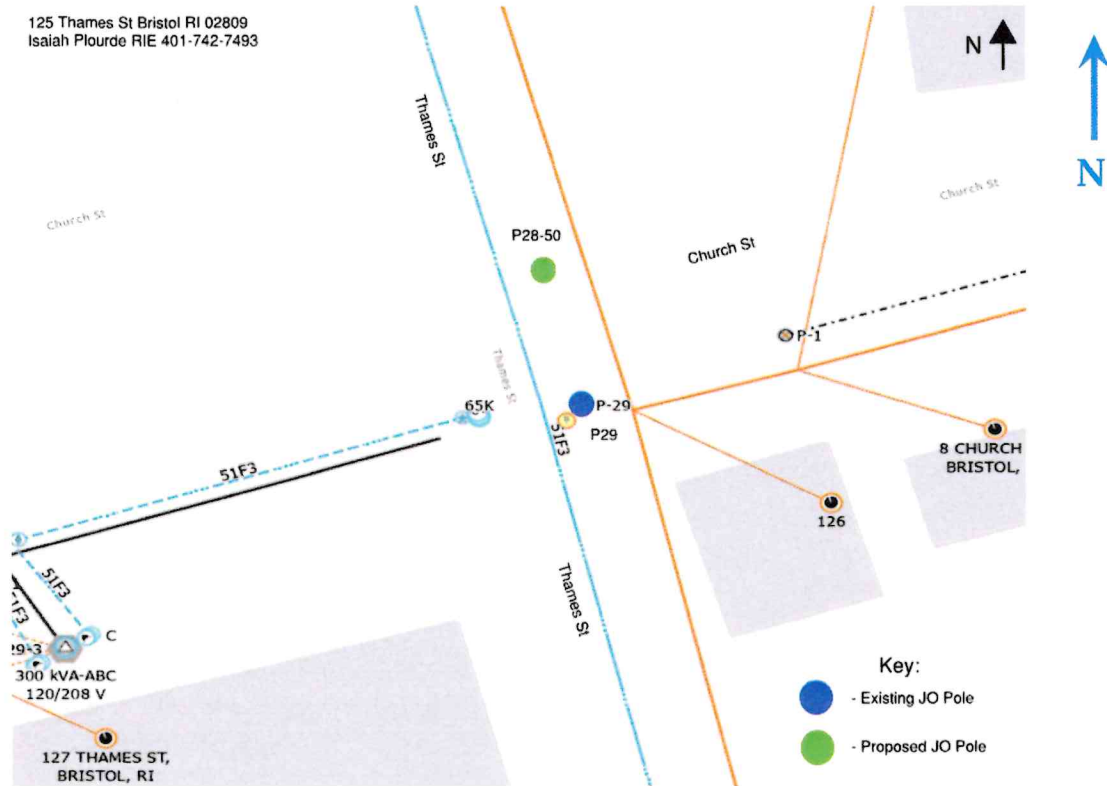 125 Thames St Bristol RI 02809
Isaiah Plourde RIE 401-742-7493
N
N
Thames St
Church St
Church St
P28-50
Church St
P-1
Thames St
65K
P-29
P29
51F3
51F3
8 CHURCH
BRISTOL,
126
51F3
Thames St
C
29-3
300 kVA-ABC
120/208 V
127 THAMES ST,
BRISTOL, RI
Key:
- Existing JO Pole
- Proposed JO Pole